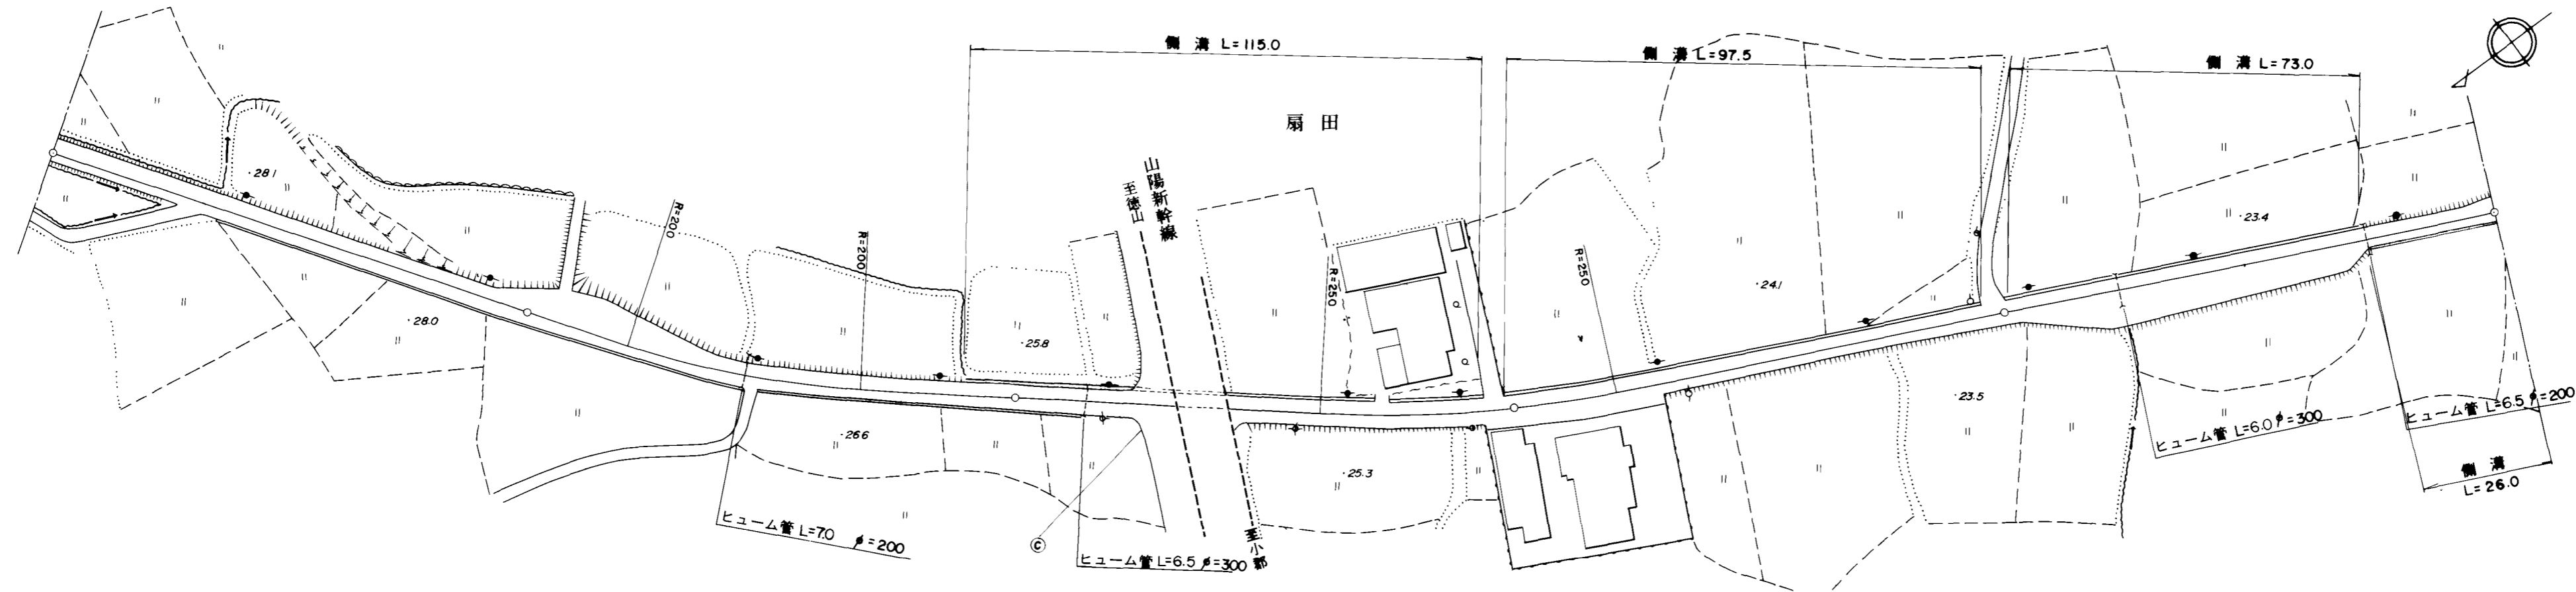 側 溝 L=115.0
側 溝 L=97.5
側 溝 L=73.0
扇 田
山陽新幹線
至徳山
·28.1
R=200
R=200
R=250
R=250
·23.4
·24.1
·28.0
·25.8
·26.6
·25.3
·23.5
ヒューム管 L=7.0 φ=200
Ⓒ
ヒューム管 L=6.5 φ=300
至小郡
ヒューム管 L=6.0 φ=300
ヒューム管 L=6.5 φ=200
側 溝
L=26.0